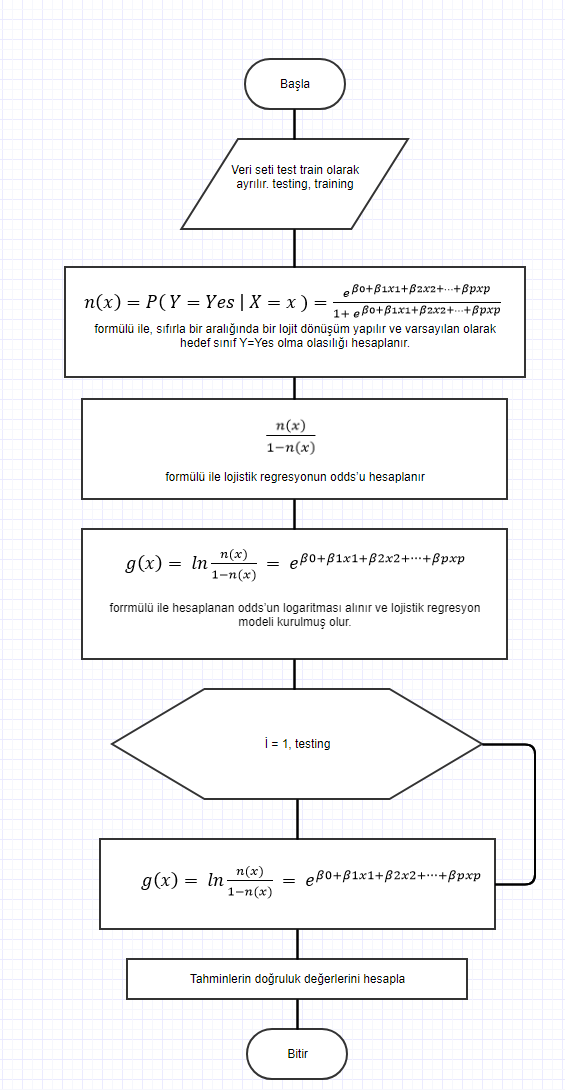 Başla
Veri seti test train olarak
ayrılır. testing, training
n(x) = P( Y = Yes | X = x ) = e^β0+β1x1+β2x2+⋯+βpxp / 1+ e^β0+β1x1+β2x2+⋯+βpxp
formülü ile, sıfırla bir aralığında bir lojit dönüşüm yapılır ve varsayılan olarak
hedef sınıf Y=Yes olma olasılığı hesaplanır.
n(x) / 1−n(x)
formülü ile lojistik regresyonun odds'u hesaplanır
g(x) = ln n(x) / 1−n(x) = e^β0+β1x1+β2x2+⋯+βpxp
forrmülü ile hesaplanan odds'un logaritması alınır ve lojistik regresyon
modeli kurulmuş olur.
İ = 1, testing
g(x) = ln n(x) / 1−n(x) = e^β0+β1x1+β2x2+⋯+βpxp
Tahminlerin doğruluk değerlerini hesapla
Bitir